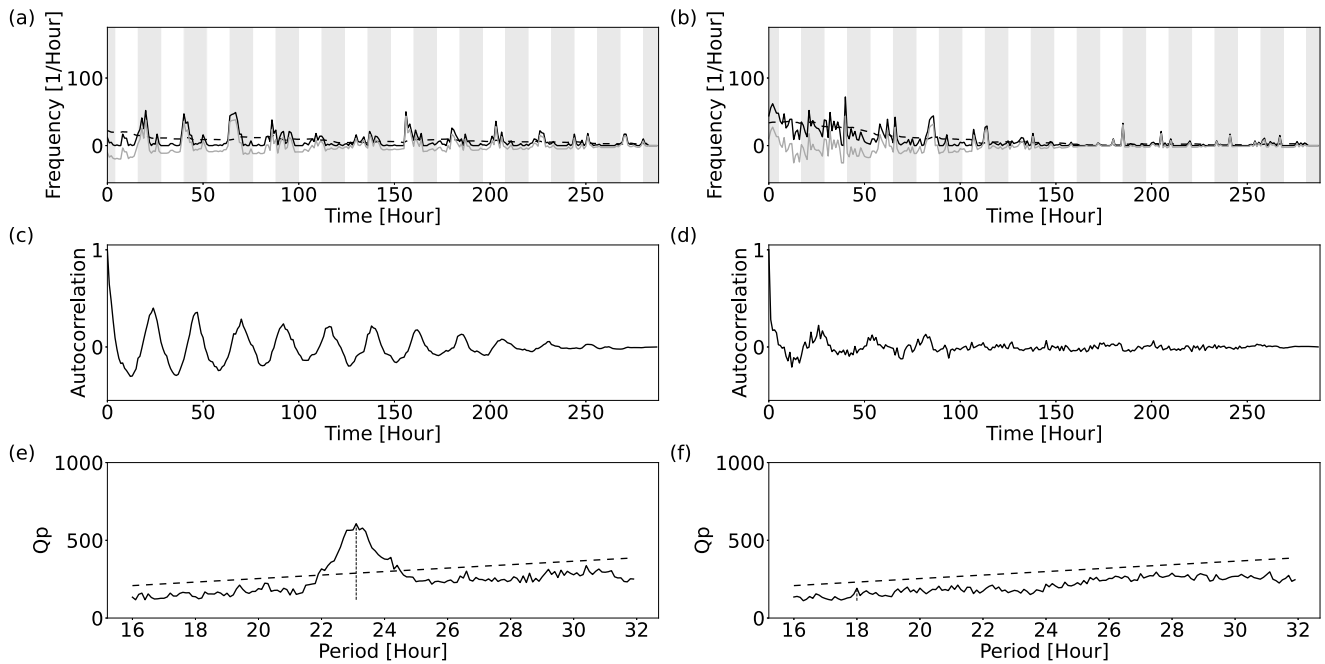 (a)
Frequency [1/Hour]
100
0
0 50 100 150 200 250
Time [Hour]
(b)
Frequency [1/Hour]
100
0
0 50 100 150 200 250
Time [Hour]
(c)
Autocorrelation
1
0
0 50 100 150 200 250
Time [Hour]
(d)
Autocorrelation
1
0
0 50 100 150 200 250
Time [Hour]
(e)
Qp
1000
500
0
16 18 20 22 24 26 28 30 32
Period [Hour]
(f)
Qp
1000
500
0
16 18 20 22 24 26 28 30 32
Period [Hour]